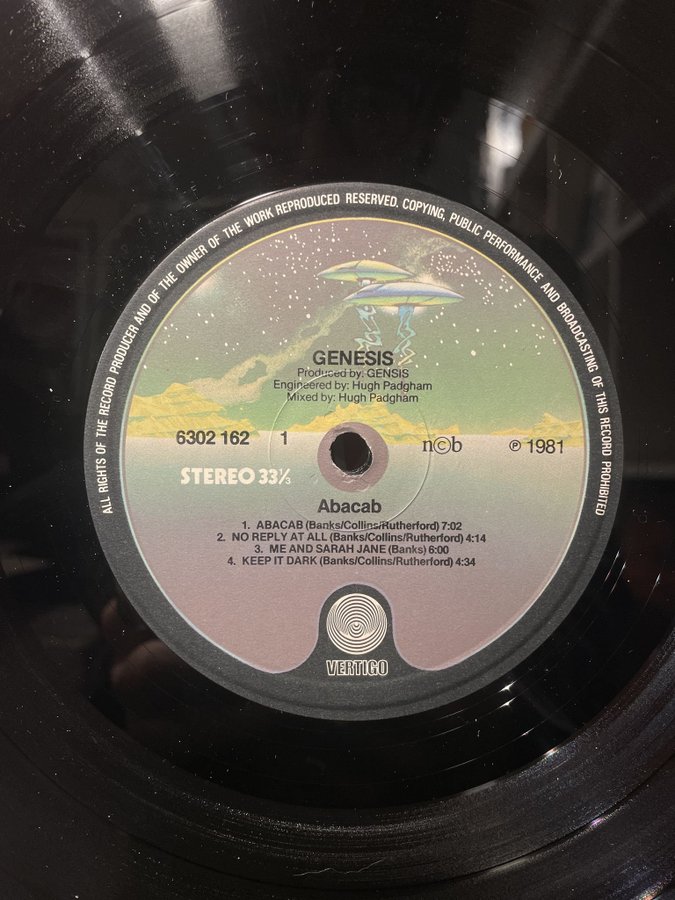 ALL RIGHTS OF THE RECORD PRODUCER AND OF THE OWNER OF THE WORK REPRODUCED RESERVED. COPYING, PUBLIC PERFORMANCE AND BROADCASTING OF THIS RECORD PROHIBITED
GENESIS
Produced by: GENSIS
Engineered by: Hugh Padgham
Mixed by: Hugh Padgham
6302 162 1 n©b ℗ 1981
STEREO 33⅓
Abacab
1. ABACAB (Banks/Collins/Rutherford) 7:02
2. NO REPLY AT ALL (Banks/Collins/Rutherford) 4:14
3. ME AND SARAH JANE (Banks) 6:00
4. KEEP IT DARK (Banks/Collins/Rutherford) 4:34
VERTIGO